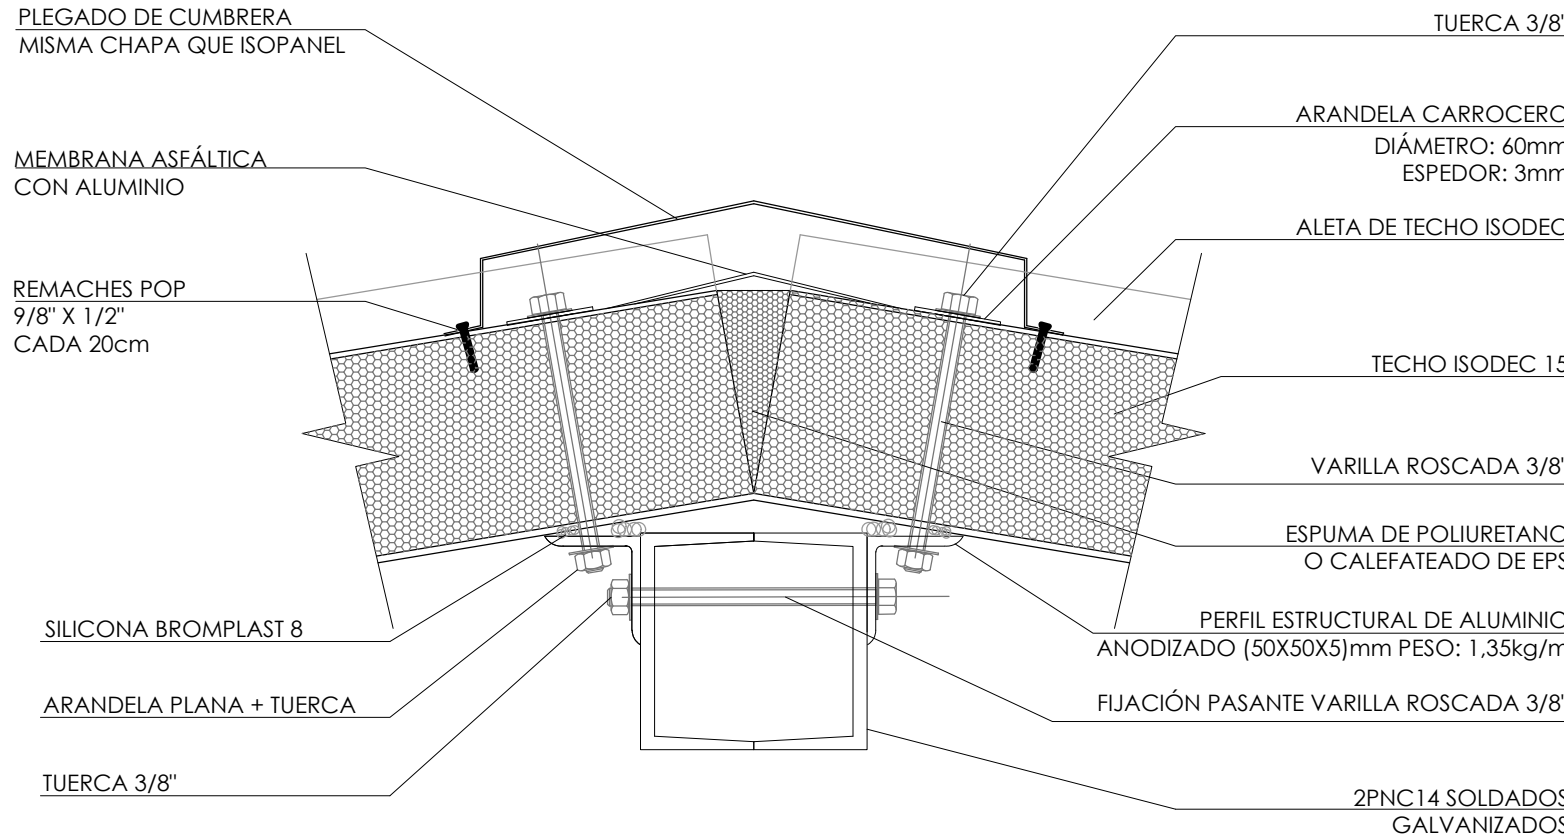 PLEGADO DE CUMBRERA
MISMA CHAPA QUE ISOPANEL
MEMBRANA ASFÁLTICA
CON ALUMINIO
REMACHES POP
9/8" X 1/2"
CADA 20cm
SILICONA BROMPLAST 8
ARANDELA PLANA + TUERCA
TUERCA 3/8"
TUERCA 3/8"
ARANDELA CARROCERO
DIÁMETRO: 60mm
ESPEDOR: 3mm
ALETA DE TECHO ISODEC
TECHO ISODEC 15
VARILLA ROSCADA 3/8"
ESPUMA DE POLIURETANO
O CALEFATEADO DE EPS
PERFIL ESTRUCTURAL DE ALUMINIO
ANODIZADO (50X50X5)mm PESO: 1,35kg/m
FIJACIÓN PASANTE VARILLA ROSCADA 3/8"
2PNC14 SOLDADOS
GALVANIZADOS